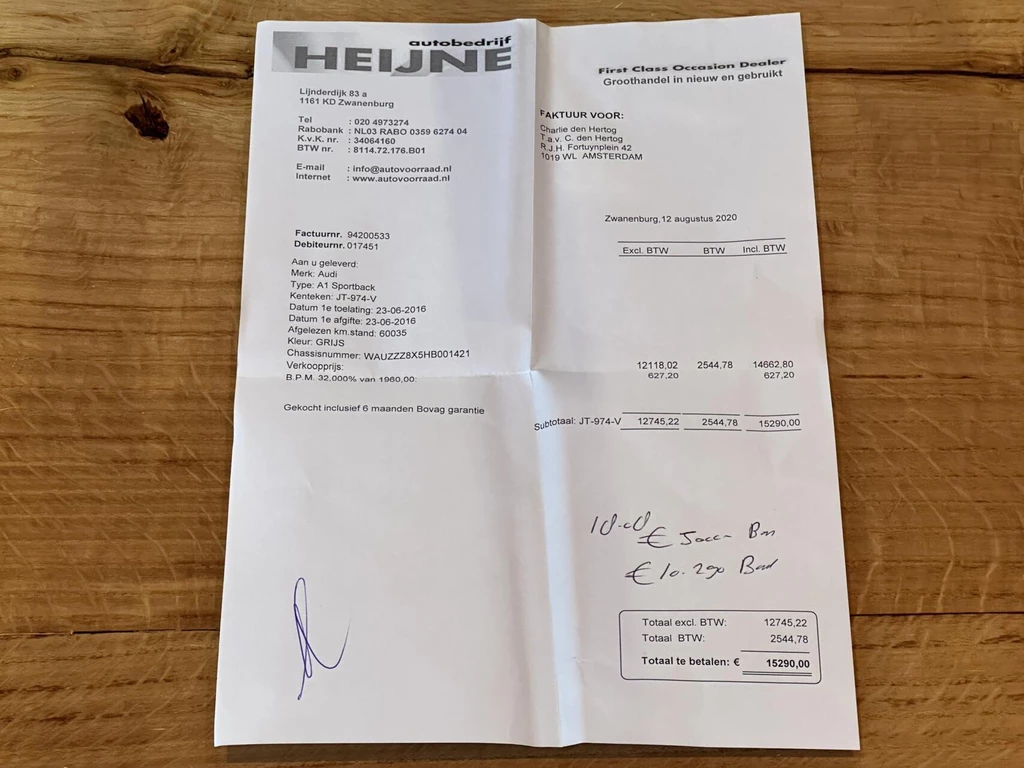 autobedrijf
HEIJNE
Lijnderdijk 83 a
1161 KD Zwanenburg
Tel : 020 4973274
Rabobank : NL03 RABO 0359 6274 04
K.v.K. nr. : 34064160
BTW nr. : 8114.72.176.B01
E-mail : info@autovoorraad.nl
Internet : www.autovoorraad.nl
First Class Occasion Dealer
Groothandel in nieuw en gebruikt
FAKTUUR VOOR:
Charlie den Hertog
T.a.v. C. den Hertog
R.J.H. Fortuynplein 42
1019 WL AMSTERDAM
Zwanenburg, 12 augustus 2020
Factuurnr. 94200533
Debiteurnr. 017451
Excl. BTW BTW Incl. BTW
Aan u geleverd:
Merk: Audi
Type: A1 Sportback
Kenteken: JT-974-V
Datum 1e toelating: 23-06-2016
Datum 1e afgifte: 23-06-2016
Afgelezen km.stand: 60035
Kleur: GRIJS
Chassisnummer: WAUZZZ8X5HB001421
Verkoopprijs: 12118,02 2544,78 14662,80
B.P.M. 32,000% van 1960,00: 627,20 627,20
Gekocht inclusief 6 maanden Bovag garantie
Subtotaal: JT-974-V 12745,22 2544,78 15290,00
€
€ 10.290
Totaal excl. BTW: 12745,22
Totaal BTW: 2544,78
Totaal te betalen: € 15290,00